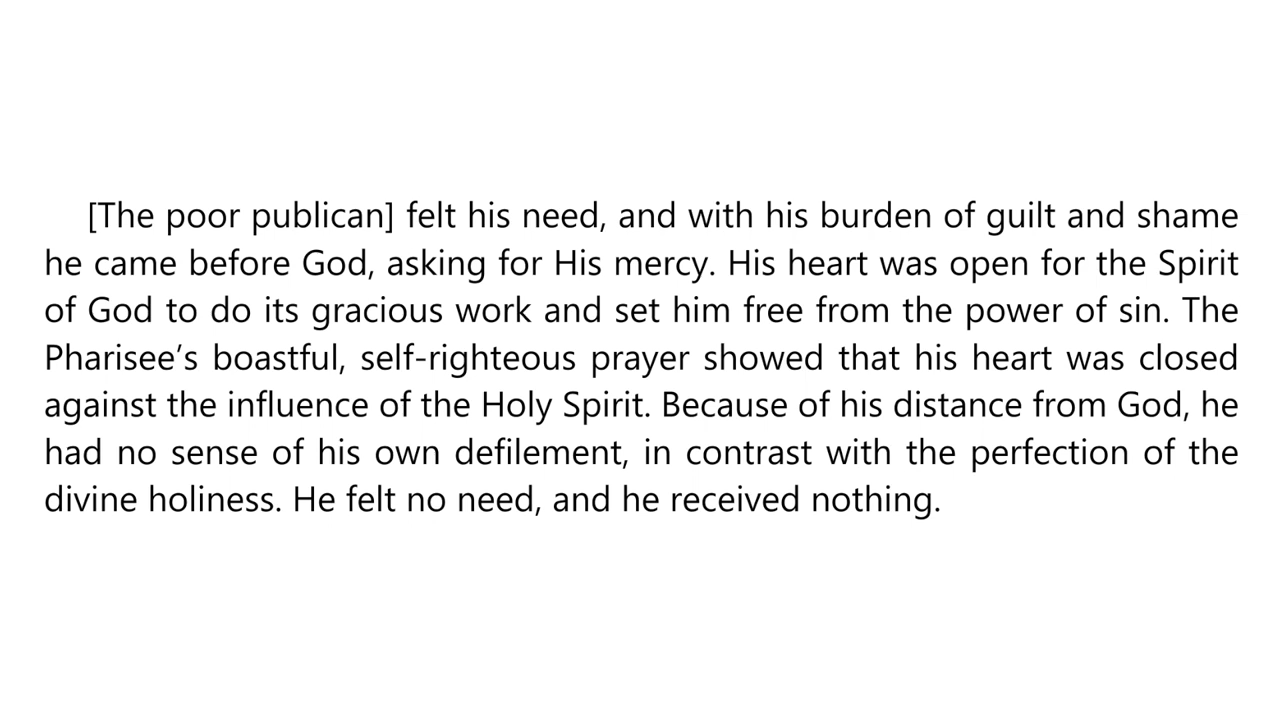 [The poor publican] felt his need, and with his burden of guilt and shame
he came before God, asking for His mercy. His heart was open for the Spirit
of God to do its gracious work and set him free from the power of sin. The
Pharisee’s boastful, self-righteous prayer showed that his heart was closed
against the influence of the Holy Spirit. Because of his distance from God, he
had no sense of his own defilement, in contrast with the perfection of the
divine holiness. He felt no need, and he received nothing.